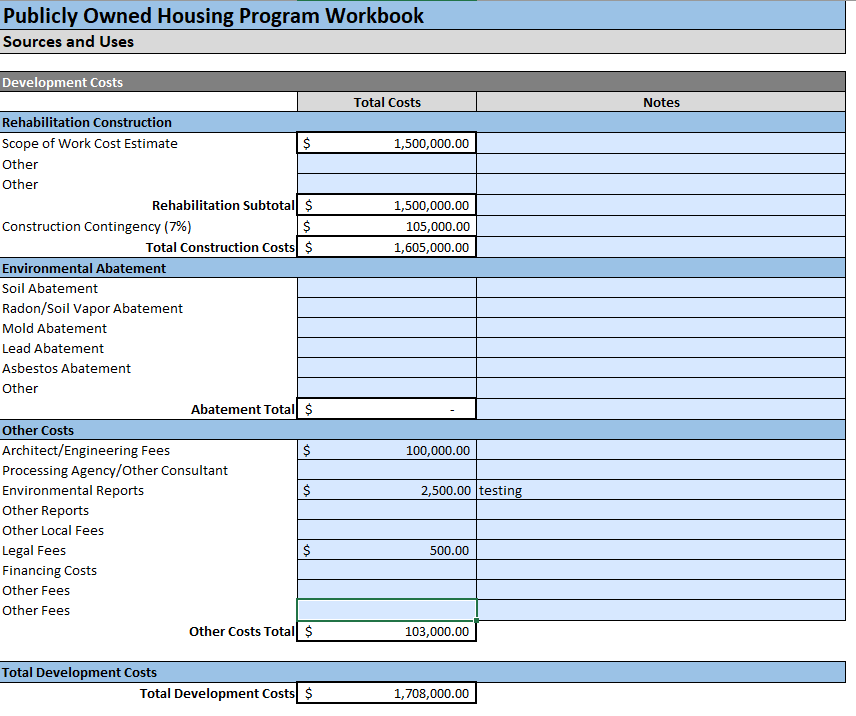 Publicly Owned Housing Program Workbook
Sources and Uses
Development Costs
Total Costs Notes
Rehabilitation Construction
Scope of Work Cost Estimate $ 1,500,000.00
Other
Other
Rehabilitation Subtotal $ 1,500,000.00
Construction Contingency (7%) $ 105,000.00
Total Construction Costs $ 1,605,000.00
Environmental Abatement
Soil Abatement
Radon/Soil Vapor Abatement
Mold Abatement
Lead Abatement
Asbestos Abatement
Other
Abatement Total $ -
Other Costs
Architect/Engineering Fees $ 100,000.00
Processing Agency/Other Consultant
Environmental Reports $ 2,500.00 testing
Other Reports
Other Local Fees
Legal Fees $ 500.00
Financing Costs
Other Fees
Other Fees
Other Costs Total $ 103,000.00
Total Development Costs
Total Development Costs $ 1,708,000.00